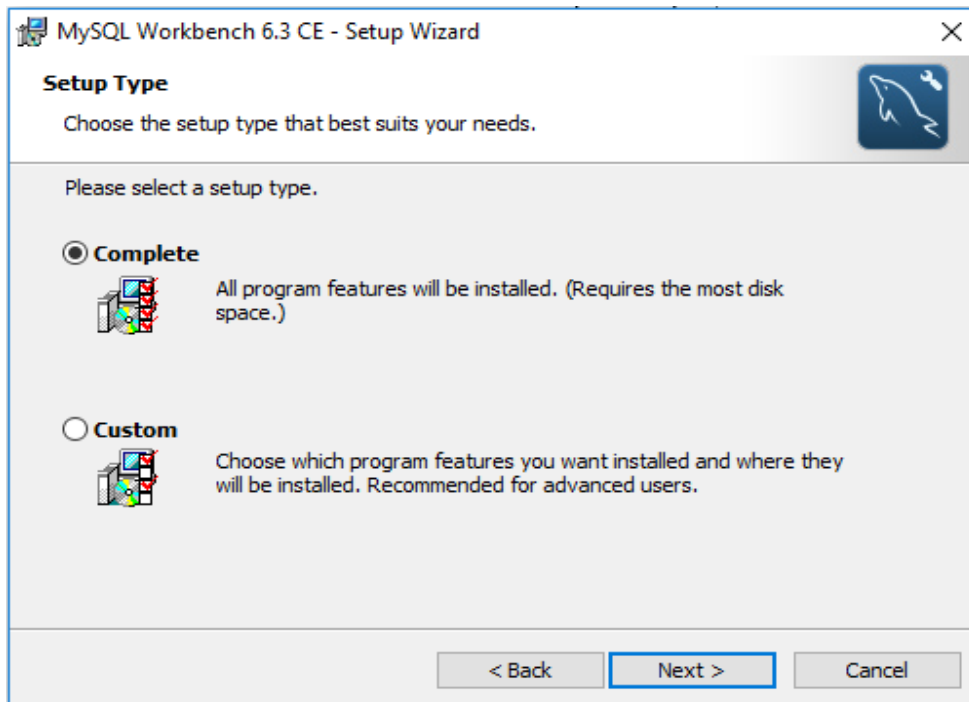 MySQL Workbench 6.3 CE - Setup Wizard
Setup Type
Choose the setup type that best suits your needs.
Please select a setup type.
Complete
All program features will be installed. (Requires the most disk
space.)
Custom
Choose which program features you want installed and where they
will be installed. Recommended for advanced users.
< Back
Next >
Cancel